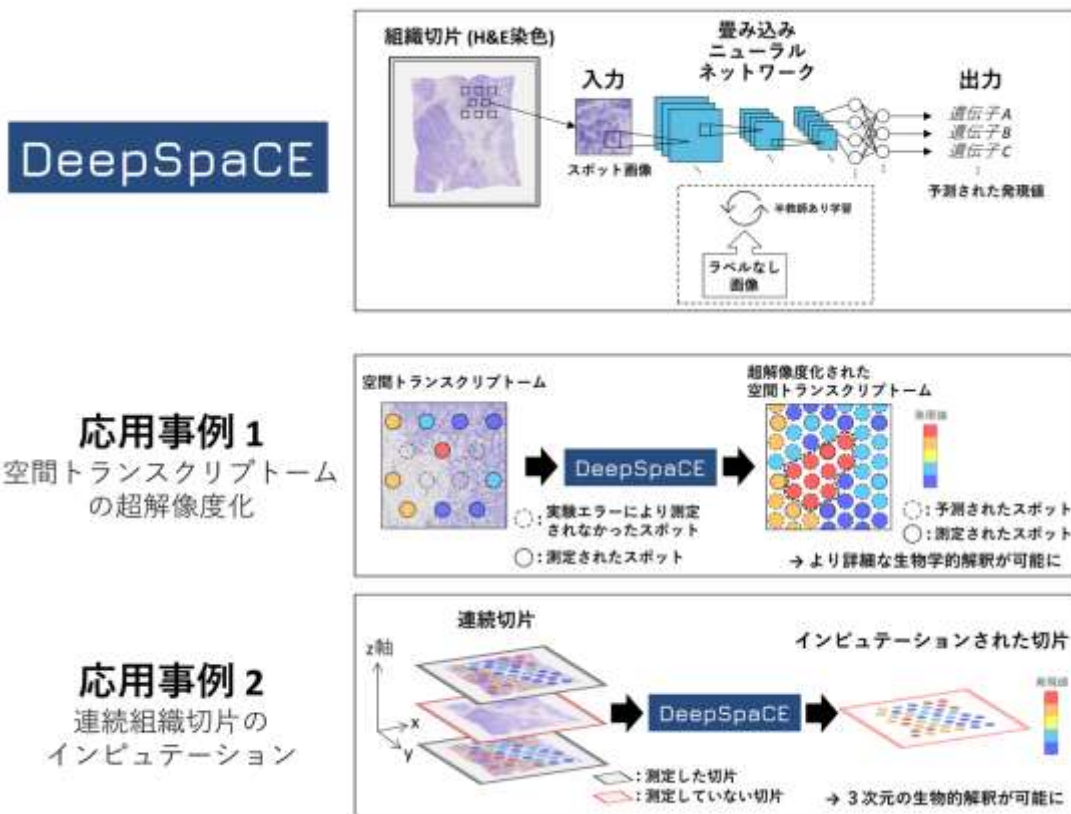 DeepSpaCE
組織切片 (H&E染色)
入力
スポット画像
畳み込み
ニューラル
ネットワーク
出力
遺伝子A
遺伝子B
遺伝子C
予測された発現値
半教師あり学習
ラベルなし
画像
応用事例 1
空間トランスクリプトーム
の超解像度化
空間トランスクリプトーム
DeepSpaCE
超解像度化された
空間トランスクリプトーム
発現値
:実験エラーにより測定
されなかったスポット
:測定されたスポット
:予測されたスポット
:測定されたスポット
→ より詳細な生物学的解釈が可能に
応用事例 2
連続組織切片の
インピュテーション
連続切片
z軸
x
y
DeepSpaCE
インピュテーションされた切片
発現値
:測定した切片
:測定していない切片
→ 3次元の生物的解釈が可能に